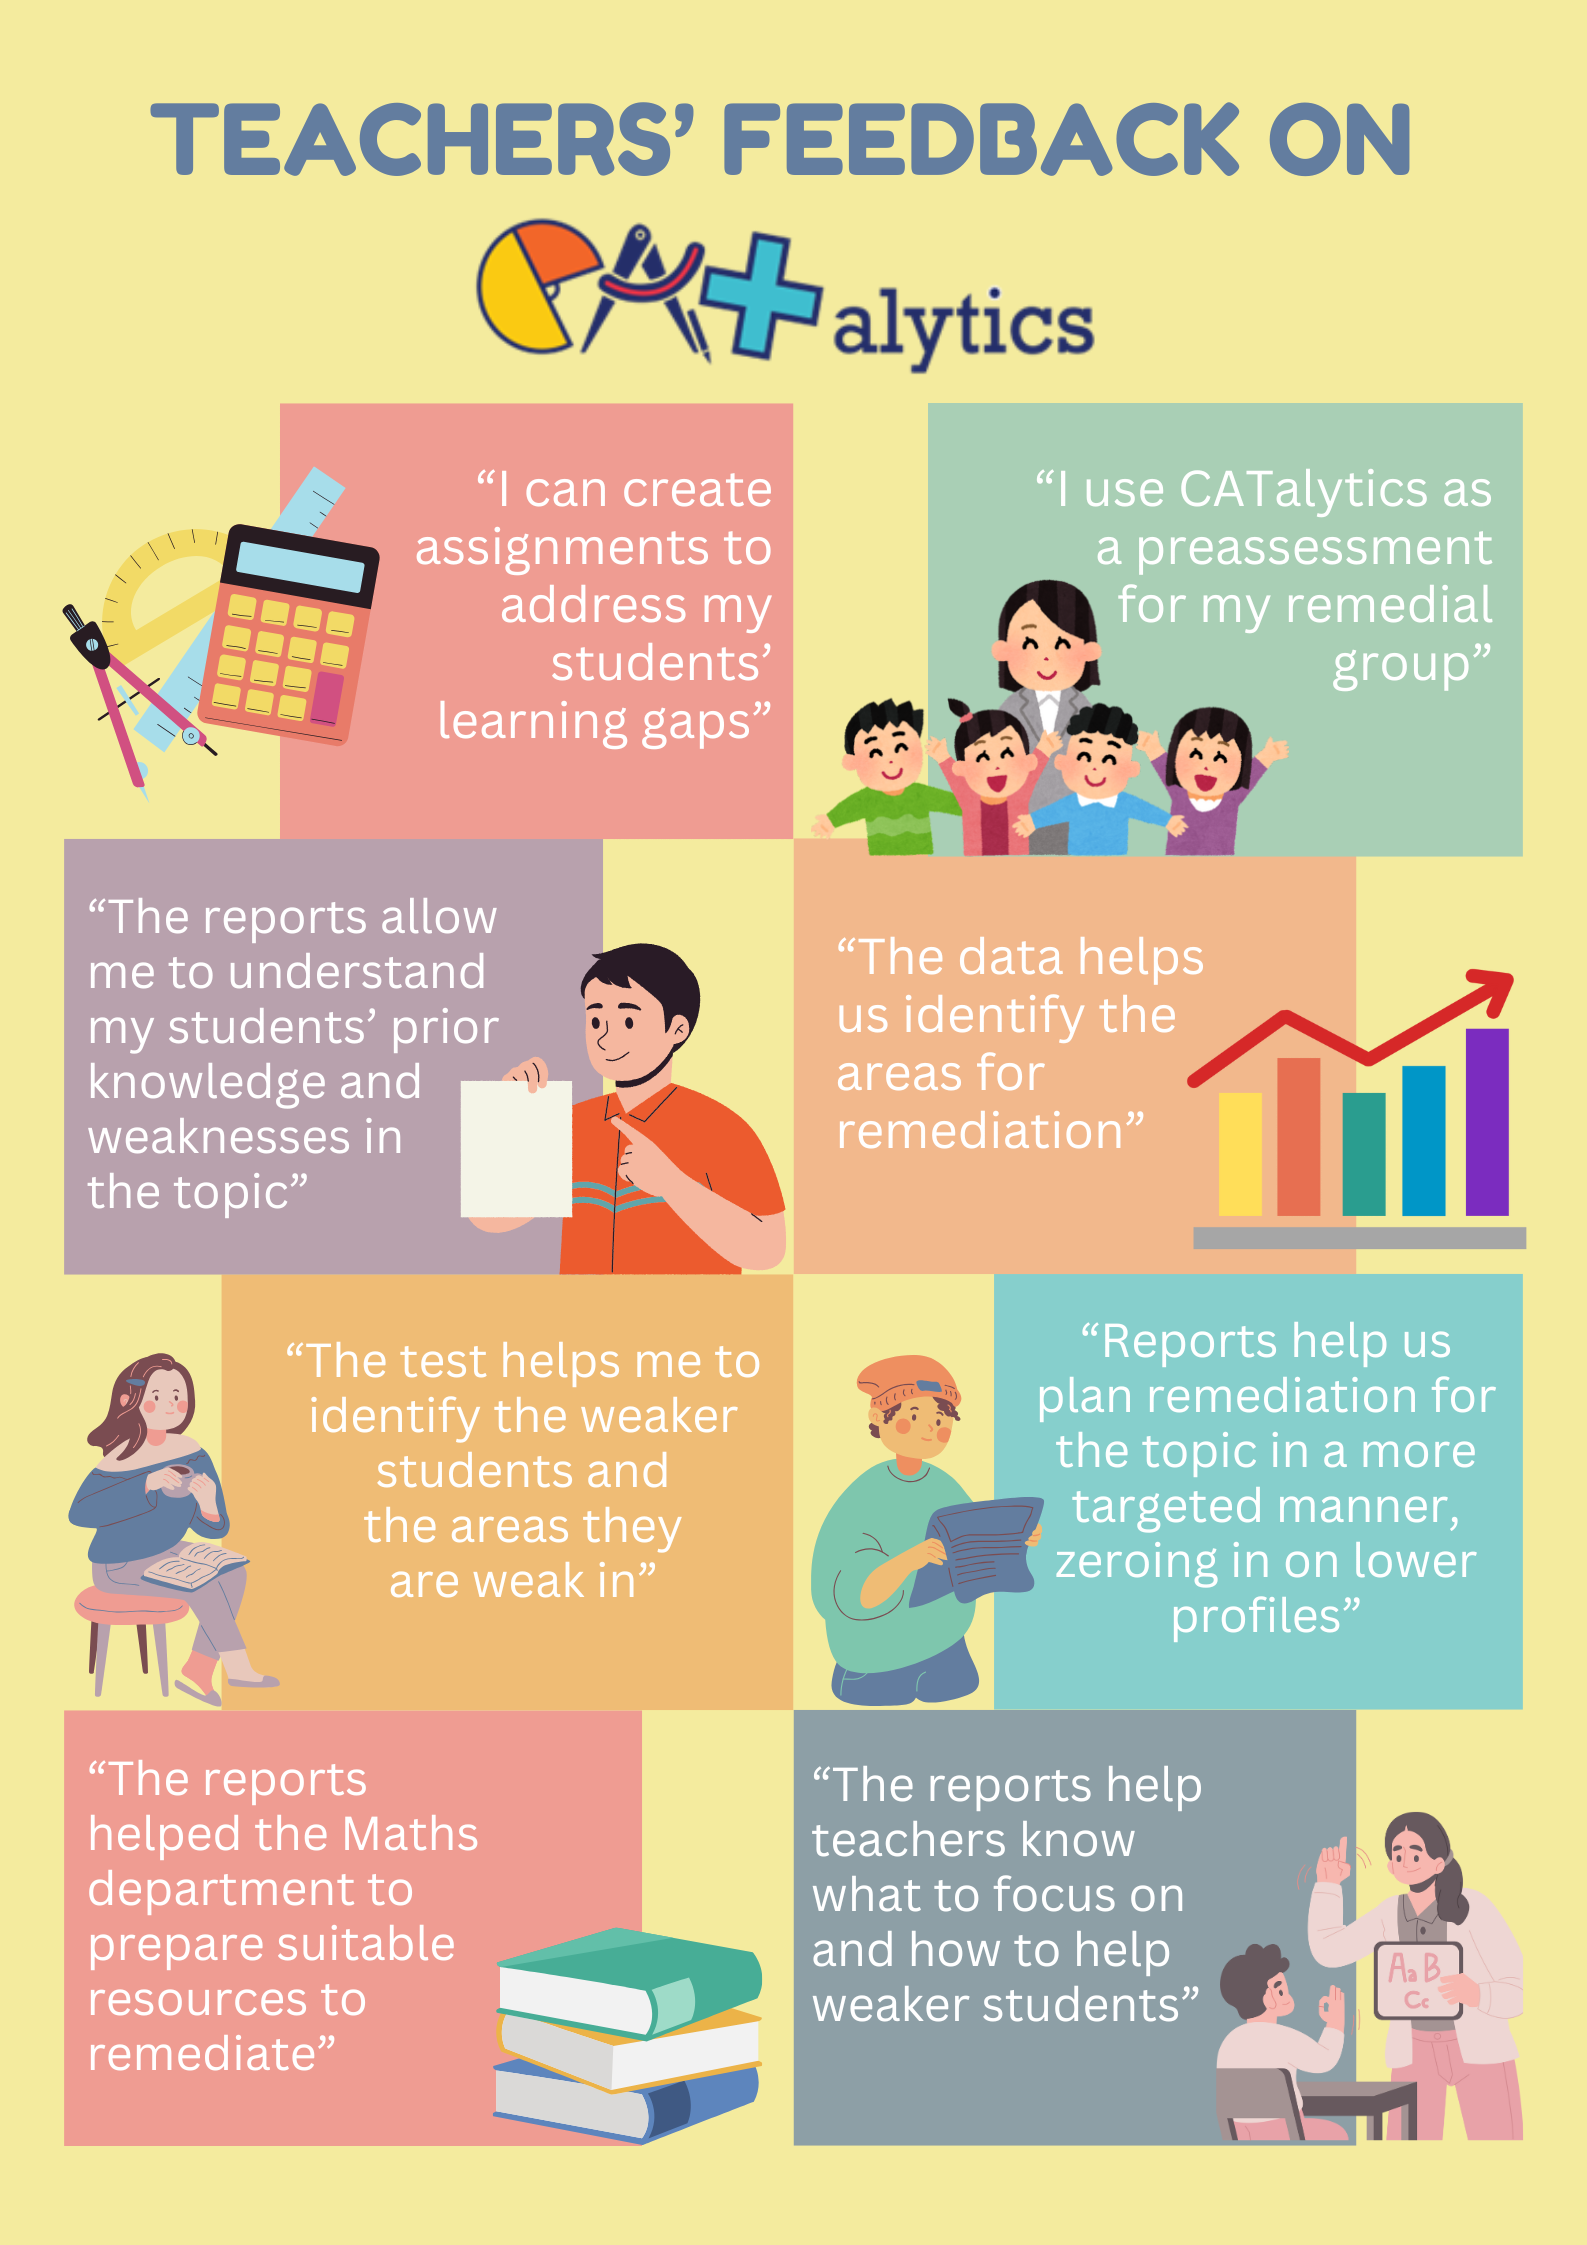 TEACHERS’ FEEDBACK ON
CATalytics
“I can create
assignments to
address my
students’
learning gaps”
“I use CATalytics as
a preassessment
for my remedial
group”
“The reports allow
me to understand
my students’ prior
knowledge and
weaknesses in
the topic”
“The data helps
us identify the
areas for
remediation”
“The test helps me to
identify the weaker
students and
the areas they
are weak in”
“Reports help us
plan remediation for
the topic in a more
targeted manner,
zeroing in on lower
profiles”
“The reports
helped the Maths
department to
prepare suitable
resources to
remediate”
“The reports help
teachers know
what to focus on
and how to help
weaker students”
Aa B
Cc